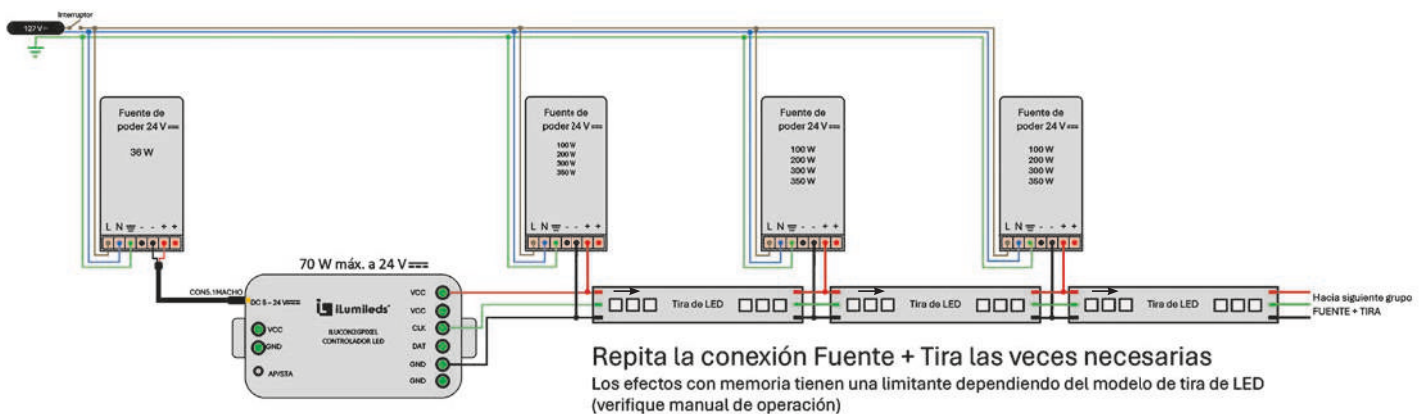 Interruptor
127 V~
Fuente de
poder 24 V
36 W
L N - - + +
Fuente de
poder 24 V
100 W
200 W
300 W
350 W
L N - - + +
Fuente de
poder 24 V
100 W
200 W
300 W
350 W
L N - - + +
Fuente de
poder 24 V
100 W
200 W
300 W
350 W
L N - - + +
70 W máx. a 24 V
CON5.1MACHO
DC 5 – 24 V
iLumileds®
ILUCON2GPIXEL
CONTROLADOR LED
VCC
GND
AP/STA
VCC
VCC
CLK
DAT
GND
GND
Tira de LED
Tira de LED
Tira de LED
Hacia siguiente grupo
FUENTE + TIRA
Repita la conexión Fuente + Tira las veces necesarias
Los efectos con memoria tienen una limitante dependiendo del modelo de tira de LED
(verifique manual de operación)